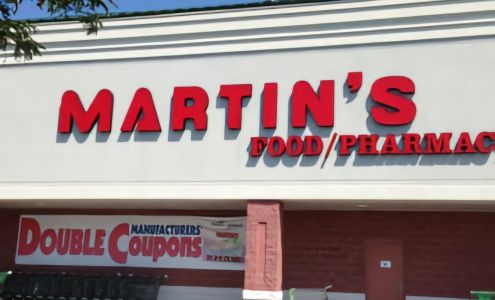 MARTIN'S
FOOD/PHARMAC
MANUFACTURERS'
DOUBLE COUPONS